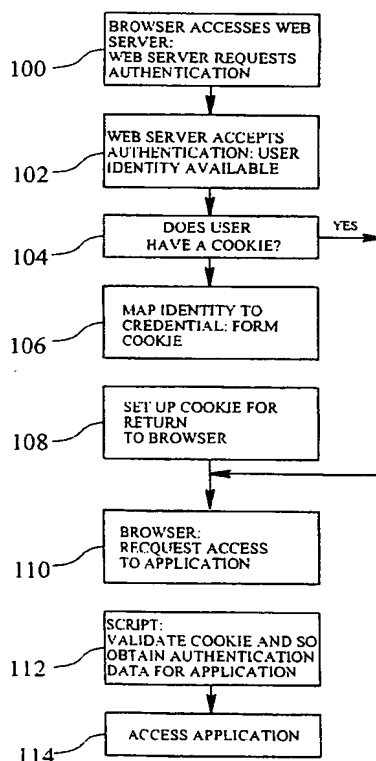 100
BROWSER ACCESSES WEB
SERVER:
WEB SERVER REQUESTS
AUTHENTICATION
102
WEB SERVER ACCEPTS
AUTHENTICATION: USER
IDENTITY AVAILABLE
104
DOES USER
HAVE A COOKIE?
YES
106
MAP IDENTITY TO
CREDENTIAL: FORM
COOKIE
108
SET UP COOKIE FOR
RETURN
TO BROWSER
110
BROWSER:
RECQUEST ACCESS
TO APPLICATION
112
SCRIPT:
VALIDATE COOKIE AND SO
OBTAIN AUTHENTICATION
DATA FOR APPLICATION
114
ACCESS APPLICATION